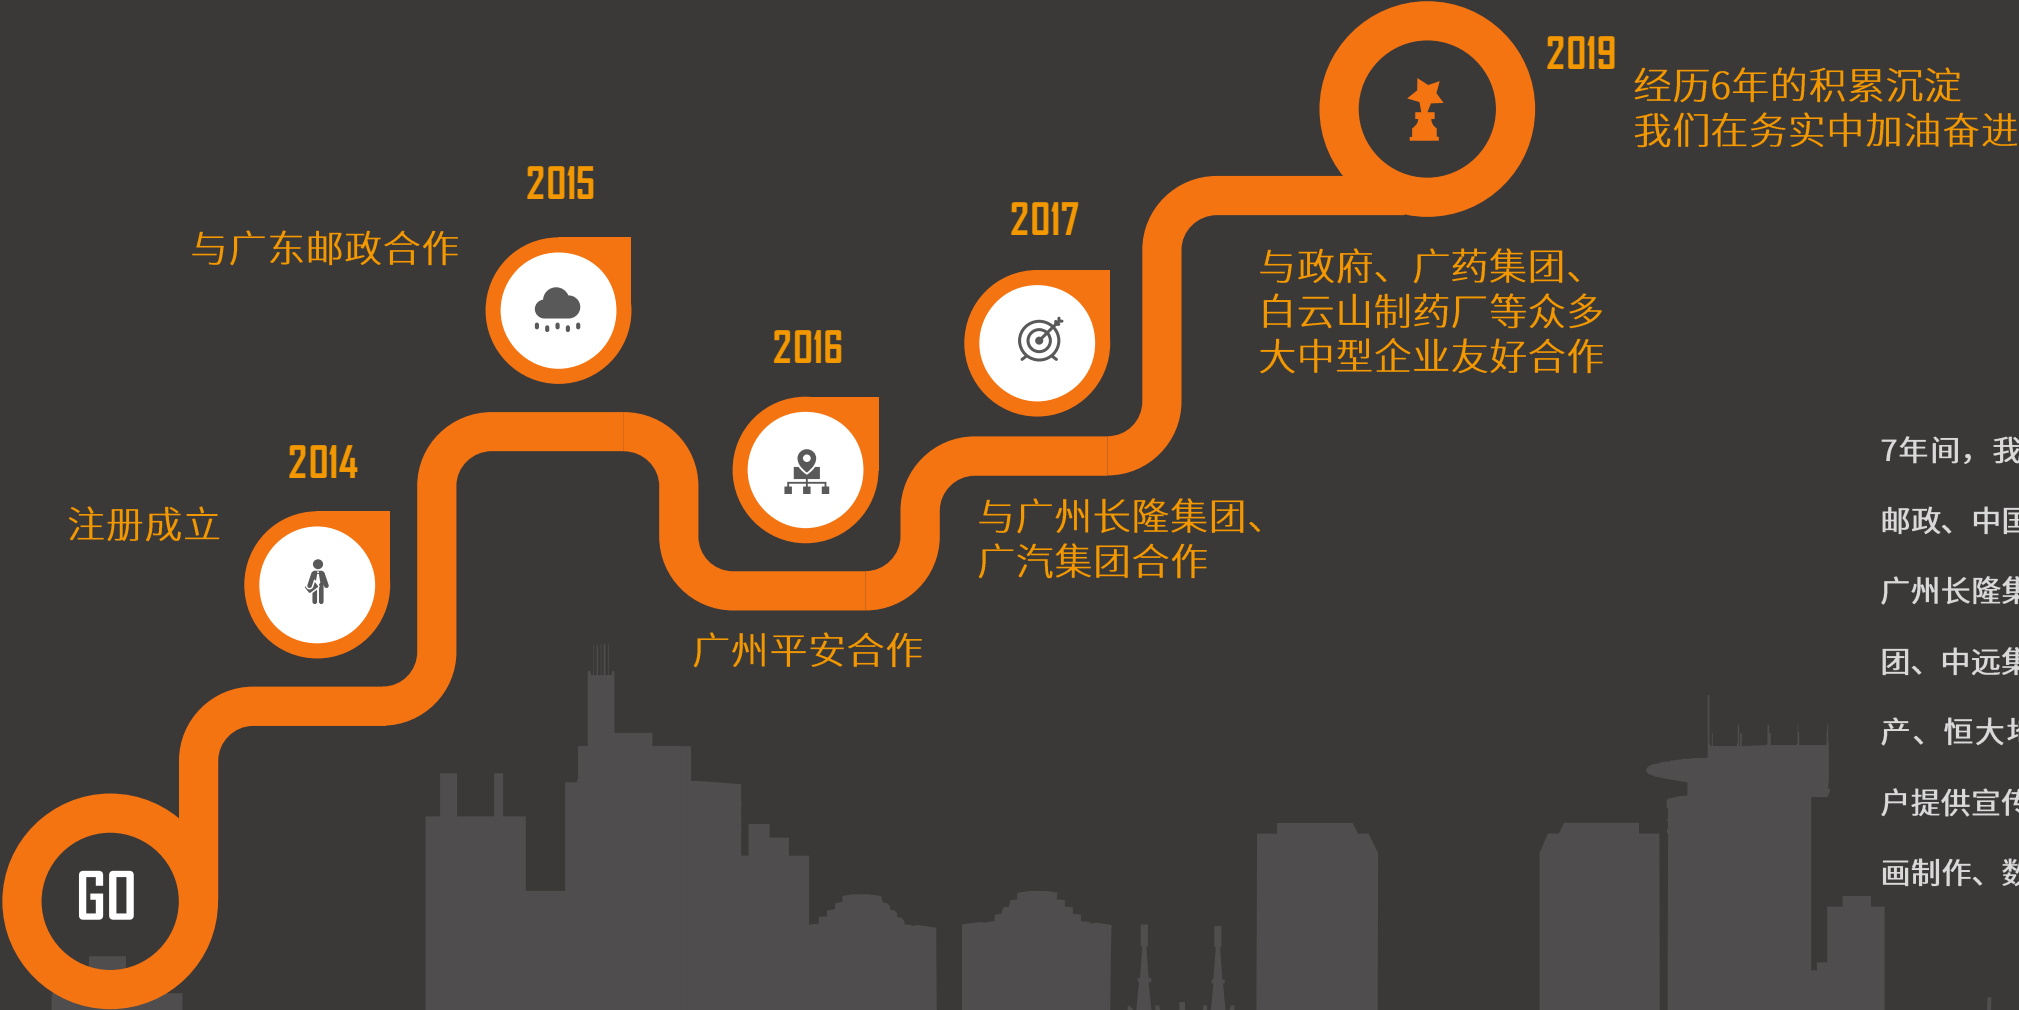 2019
经历6年的积累沉淀
我们在务实中加油奋进
2015
与广东邮政合作
2017
与政府、广药集团、
白云山制药厂等众多
大中型企业友好合作
2016
2014
注册成立
与广州长隆集团、
广汽集团合作
广州平安合作
GO
7年间，我
邮政、中国
广州长隆集
团、中远集
产、恒大地
户提供宣传
画制作、数